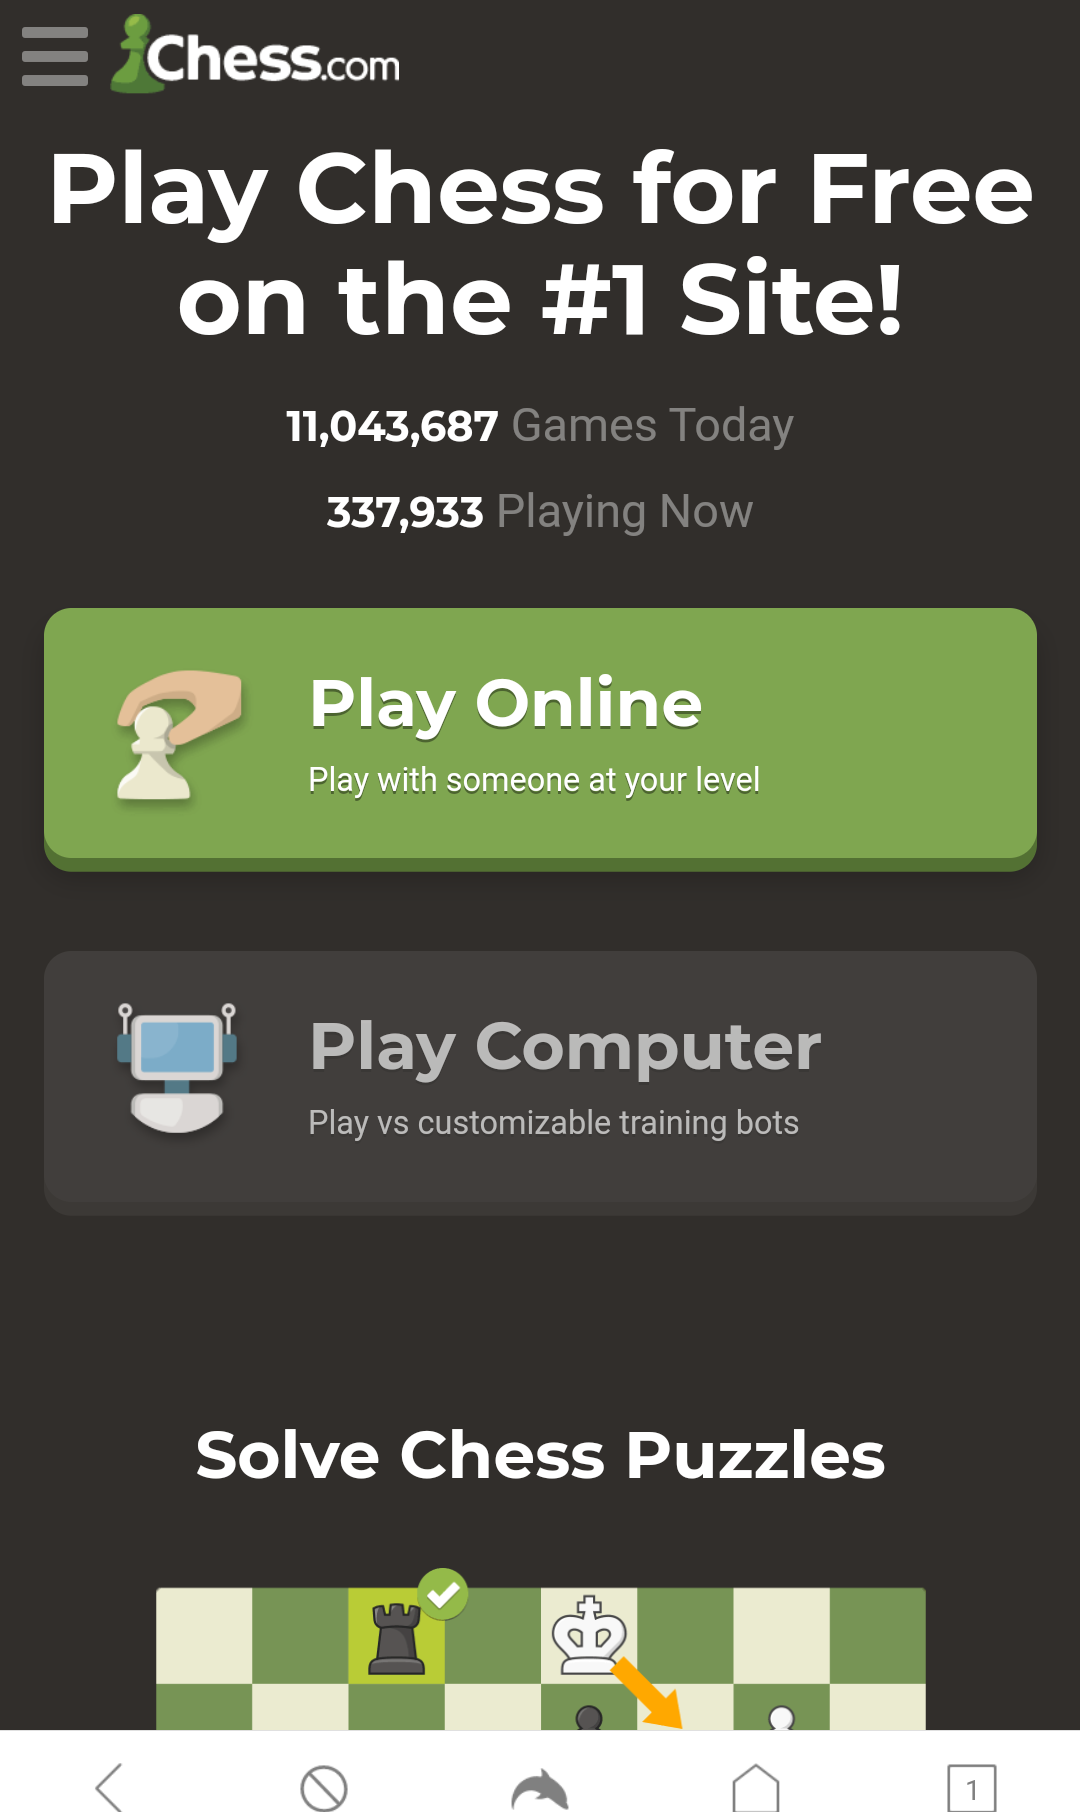 Chess.com
Play Chess for Free
on the #1 Site!
11,043,687 Games Today
337,933 Playing Now
Play Online
Play with someone at your level
Play Computer
Play vs customizable training bots
Solve Chess Puzzles
1